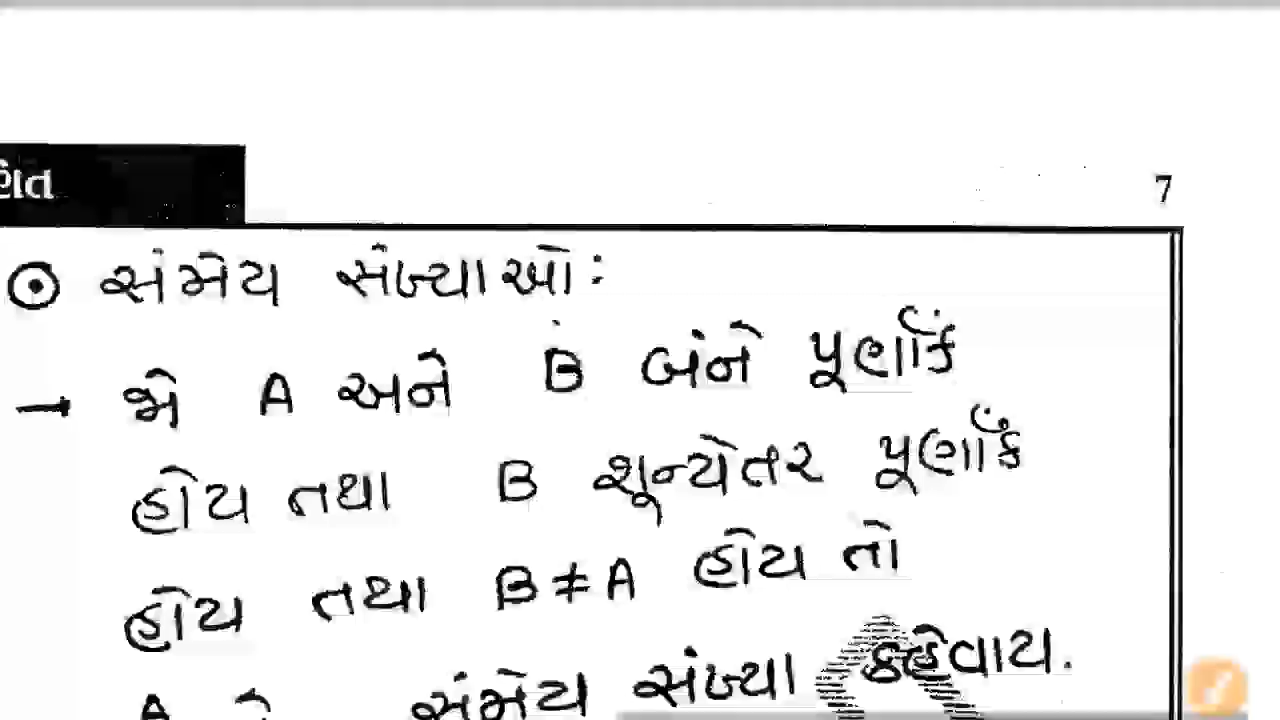 7
⊙ સંમેય સંખ્યાઓ:
→ જો A અને B બંને પૂર્ણાંક
હોય તથા B શૂન્યેતર પૂર્ણાંક
હોય તથા B ≠ A હોય તો
સંમેય સંખ્યા કહેવાય.